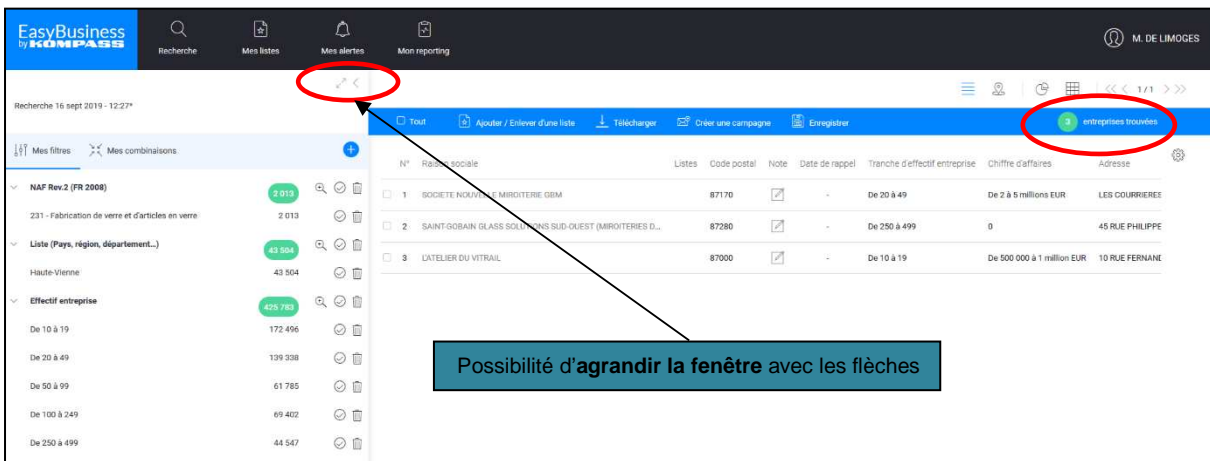 EasyBusiness
by KOMPASS
Recherche
Mes listes
Mes alertes
Mon reporting
M. DE LIMOGES
Recherche 16 sept 2019 - 12:27*
1 / 1
Tout Ajouter / Enlever d'une liste Télécharger Créer une campagne Enregistrer 3 entreprises trouvées
Mes filtres Mes combinaisons
N° Raison sociale Listes Code postal Note Date de rappel Tranche d'effectif entreprise Chiffre d'affaires Adresse
NAF Rev.2 (FR 2008) 2 013
1 SOCIETE NOUVELLE MIROITERIE GBM 87170 - De 20 à 49 De 2 à 5 millions EUR LES COURRIERES
231 - Fabrication de verre et d'articles en verre 2 013
2 SAINT-GOBAIN GLASS SOLUTIONS SUD-OUEST (MIROITERIES D... 87280 - De 250 à 499 0 45 RUE PHILIPPE
Liste (Pays, région, département...) 43 504
3 L'ATELIER DU VITRAIL 87000 - De 10 à 19 De 500 000 à 1 million EUR 10 RUE FERNAND
Haute-Vienne 43 504
Effectif entreprise 425 783
De 10 à 19 172 496
De 20 à 49 139 338
De 50 à 99 61 785
De 100 à 249 69 402
De 250 à 499 44 547
Possibilité d'agrandir la fenêtre avec les flèches